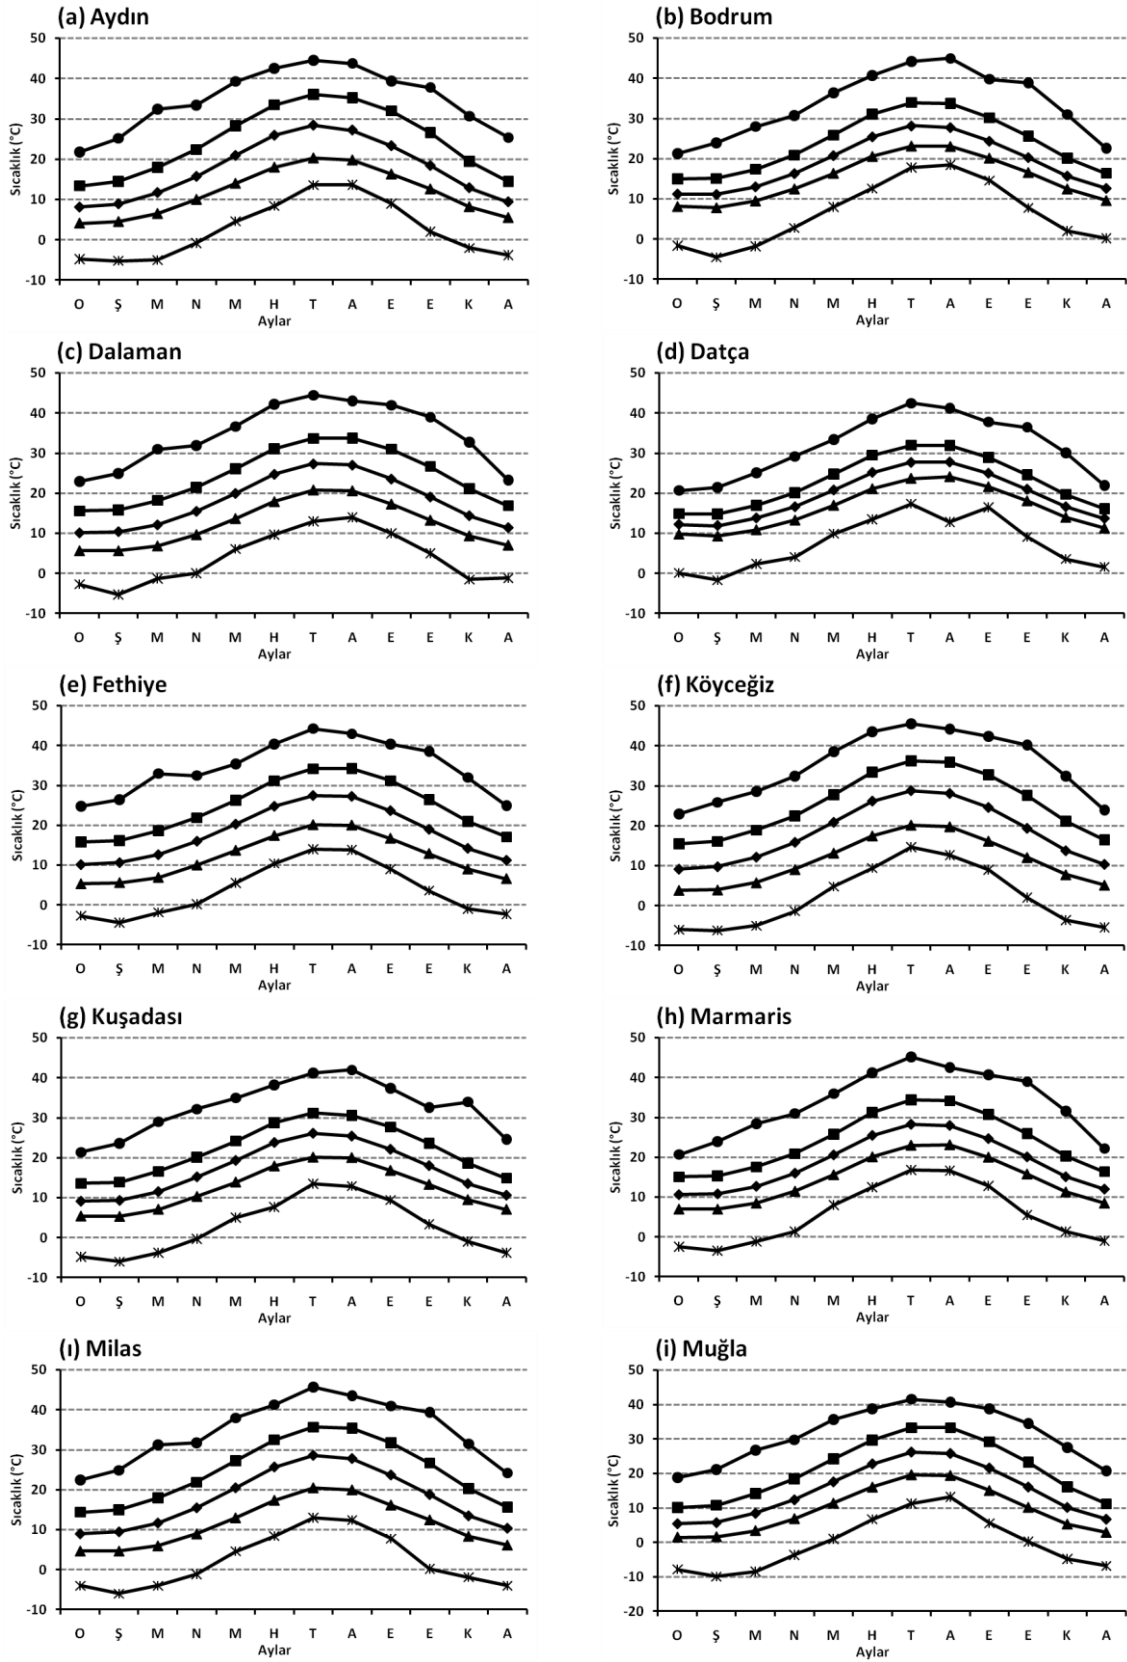 (a) Aydın
50
40
30
20
10
0
-10
Sıcaklık (°C)
O Ş M N M H T A E E K A
Aylar
(b) Bodrum
50
40
30
20
10
0
-10
Sıcaklık (°C)
O Ş M N M H T A E E K A
Aylar
(c) Dalaman
50
40
30
20
10
0
-10
Sıcaklık (°C)
O Ş M N M H T A E E K A
Aylar
(d) Datça
50
40
30
20
10
0
-10
Sıcaklık (°C)
O Ş M N M H T A E E K A
Aylar
(e) Fethiye
50
40
30
20
10
0
-10
Sıcaklık (°C)
O Ş M N M H T A E E K A
Aylar
(f) Köyceğiz
50
40
30
20
10
0
-10
Sıcaklık (°C)
O Ş M N M H T A E E K A
Aylar
(g) Kuşadası
50
40
30
20
10
0
-10
Sıcaklık (°C)
O Ş M N M H T A E E K A
Aylar
(h) Marmaris
50
40
30
20
10
0
-10
Sıcaklık (°C)
O Ş M N M H T A E E K A
Aylar
(ı) Milas
50
40
30
20
10
0
-10
Sıcaklık (°C)
O Ş M N M H T A E E K A
Aylar
(i) Muğla
50
40
30
20
10
0
-10
-20
Sıcaklık (°C)
O Ş M N M H T A E E K A
Aylar